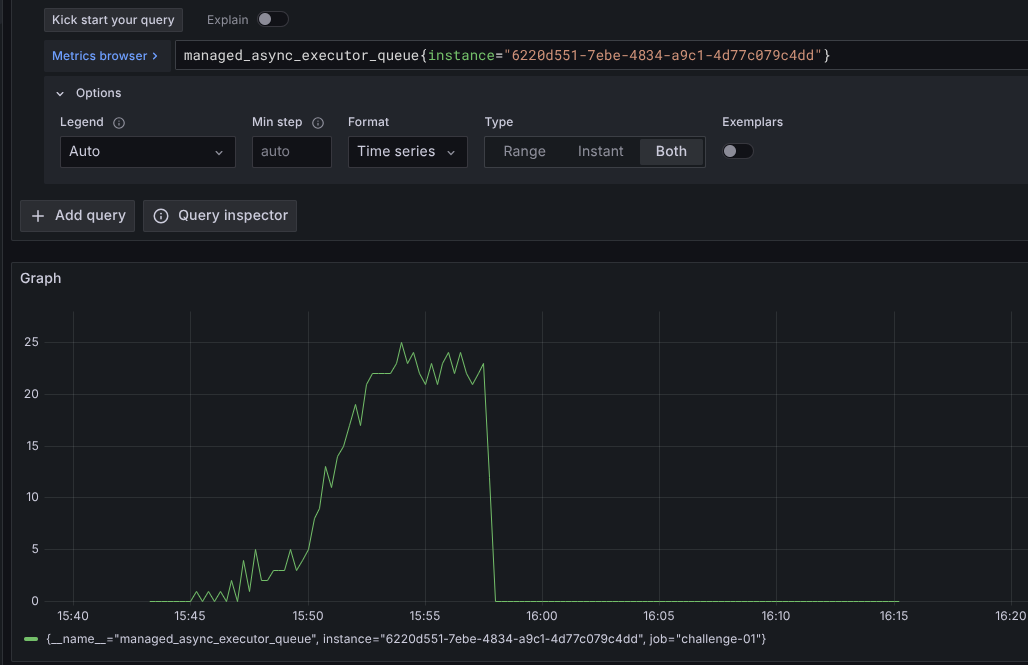 Kick start your query Explain
Metrics browser > managed_async_executor_queue{instance="6220d551-7ebe-4834-a9c1-4d77c079c4dd"}
Options
Legend Min step Format Type Exemplars
Auto auto Time series Range Instant Both
+ Add query Query inspector
Graph
25
20
15
10
5
0
15:40 15:45 15:50 15:55 16:00 16:05 16:10 16:15 16:20
{__name__="managed_async_executor_queue", instance="6220d551-7ebe-4834-a9c1-4d77c079c4dd", job="challenge-01"}